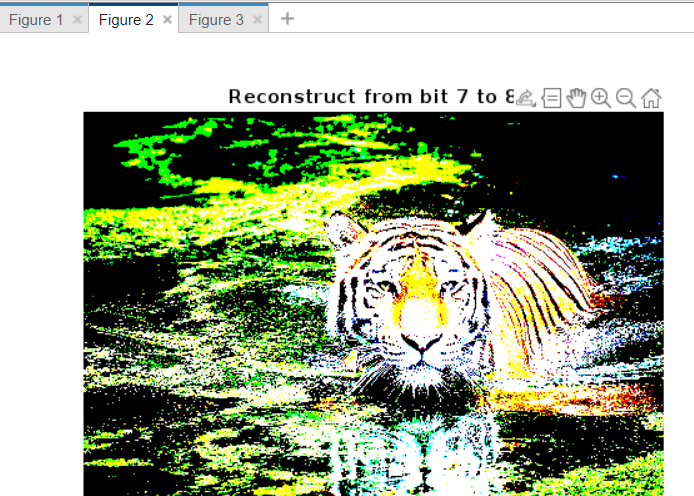 Figure 1 × Figure 2 × Figure 3 × +
Reconstruct from bit 7 to 8